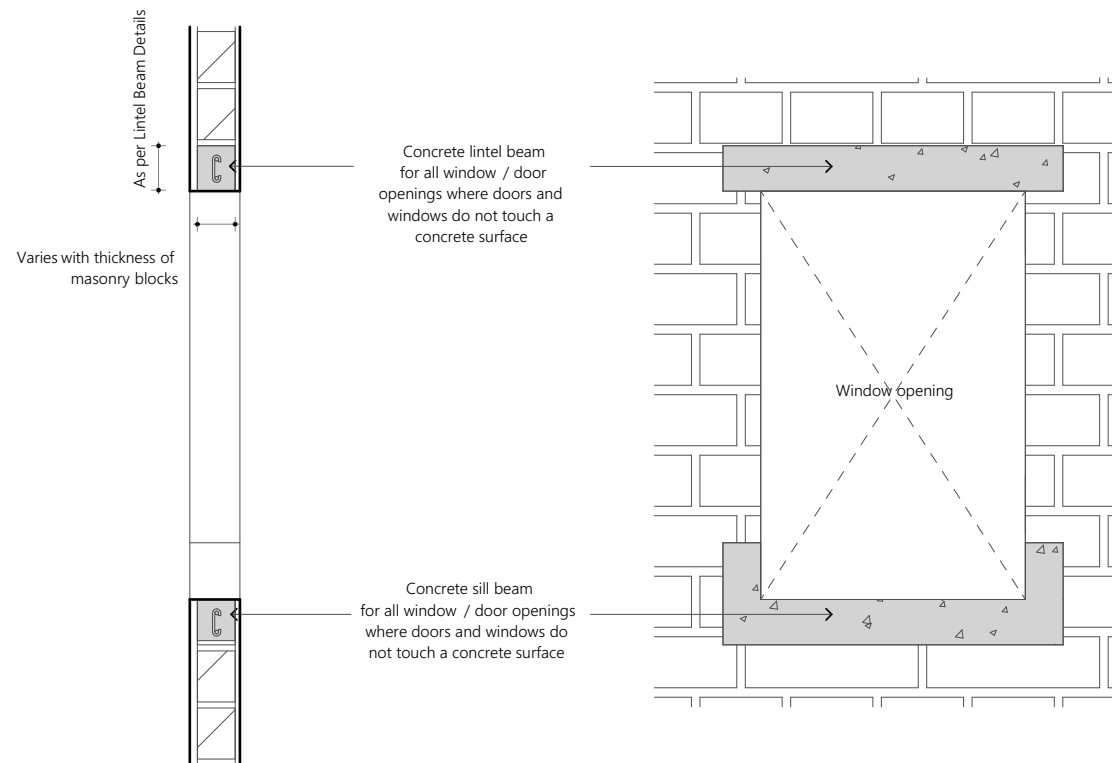 As per Lintel Beam Details
Varies with thickness of
masonry blocks
Concrete lintel beam
for all window / door
openings where doors and
windows do not touch a
concrete surface
Window opening
Concrete sill beam
for all window / door openings
where doors and windows do
not touch a concrete surface